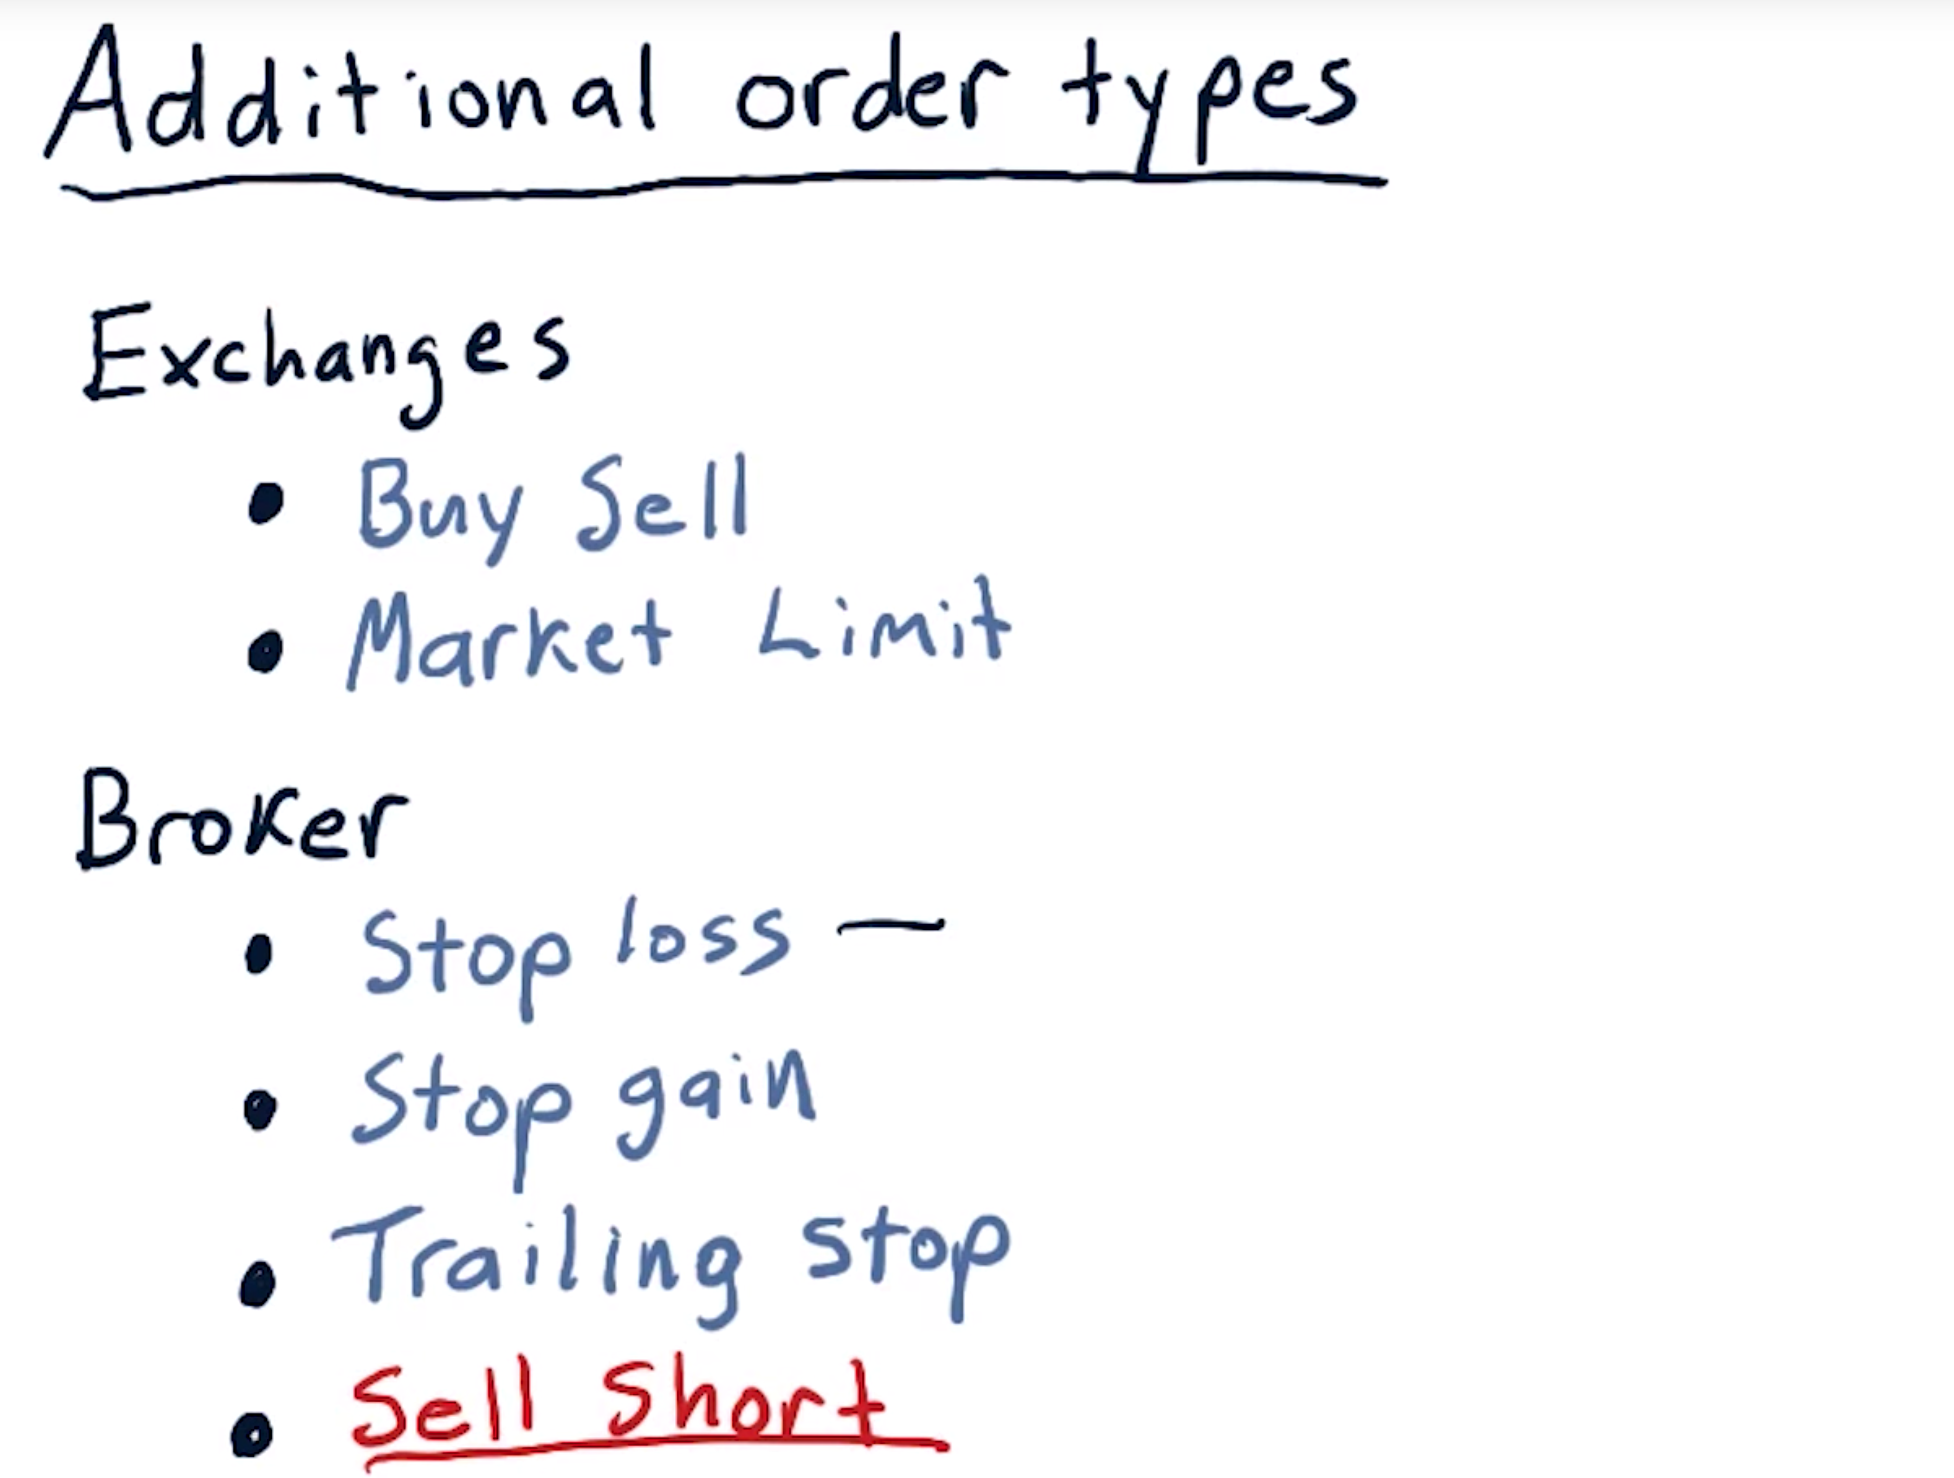 Additional order types
Exchanges
• Buy Sell
• Market Limit
Broker
• Stop loss —
• Stop gain
• Trailing stop
• Sell Short